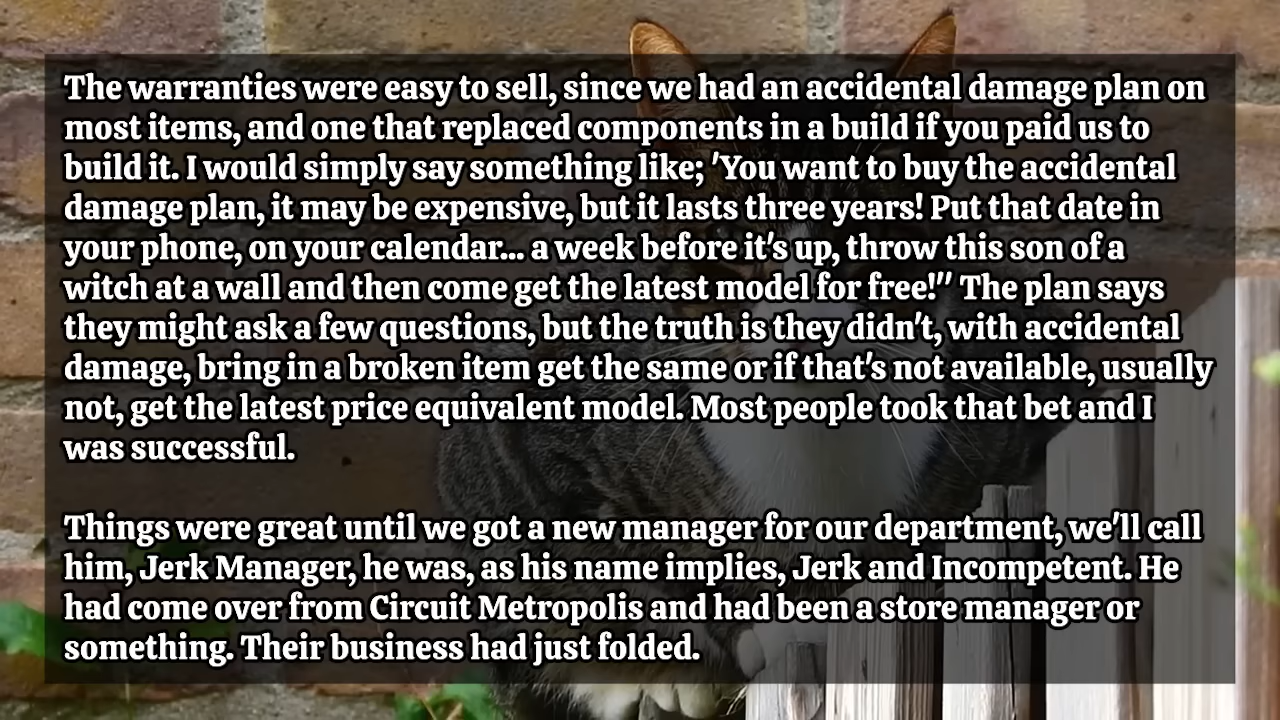 The warranties were easy to sell, since we had an accidental damage plan on
most items, and one that replaced components in a build if you paid us to
build it. I would simply say something like; 'You want to buy the accidental
damage plan, it may be expensive, but it lasts three years! Put that date in
your phone, on your calendar... a week before it's up, throw this son of a
witch at a wall and then come get the latest model for free!" The plan says
they might ask a few questions, but the truth is they didn't, with accidental
damage, bring in a broken item get the same or if that's not available, usually
not, get the latest price equivalent model. Most people took that bet and I
was successful.
Things were great until we got a new manager for our department, we'll call
him, Jerk Manager, he was, as his name implies, Jerk and Incompetent. He
had come over from Circuit Metropolis and had been a store manager or
something. Their business had just folded.